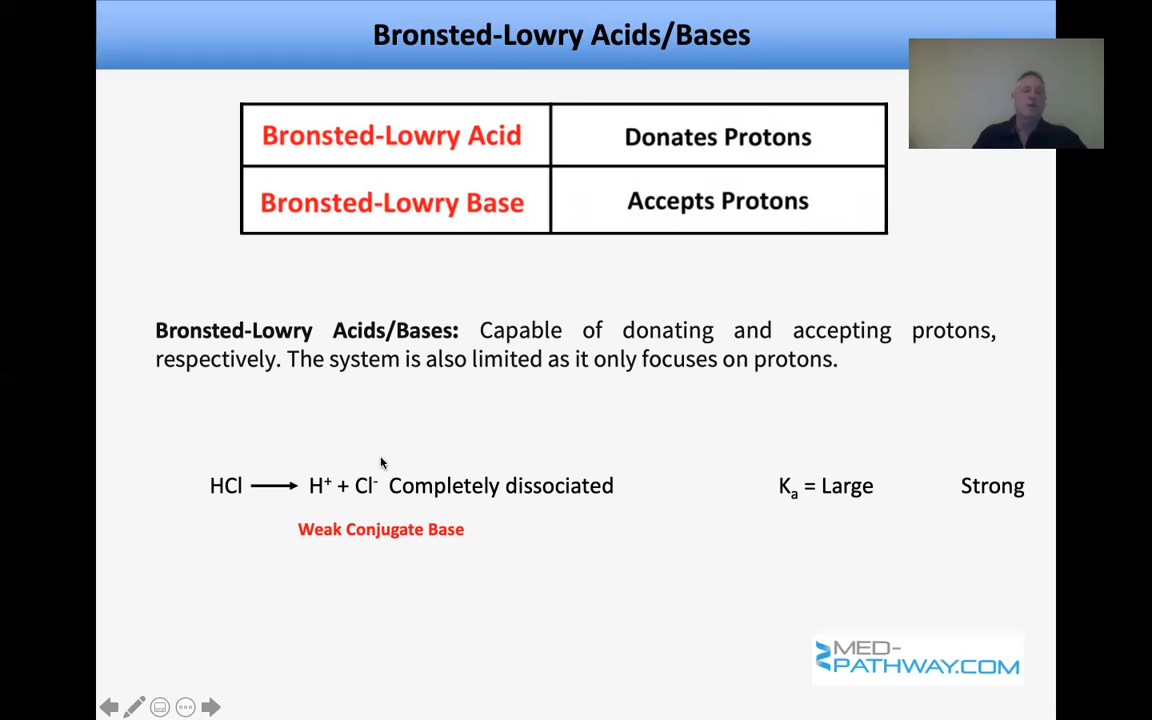 Bronsted-Lowry Acids/Bases
Bronsted-Lowry Acid Donates Protons
Bronsted-Lowry Base Accepts Protons
Bronsted-Lowry Acids/Bases: Capable of donating and accepting protons,
respectively. The system is also limited as it only focuses on protons.
HCl ⟶ H⁺ + Cl⁻ Completely dissociated Kₐ = Large Strong
Weak Conjugate Base
MED-
PATHWAY.COM